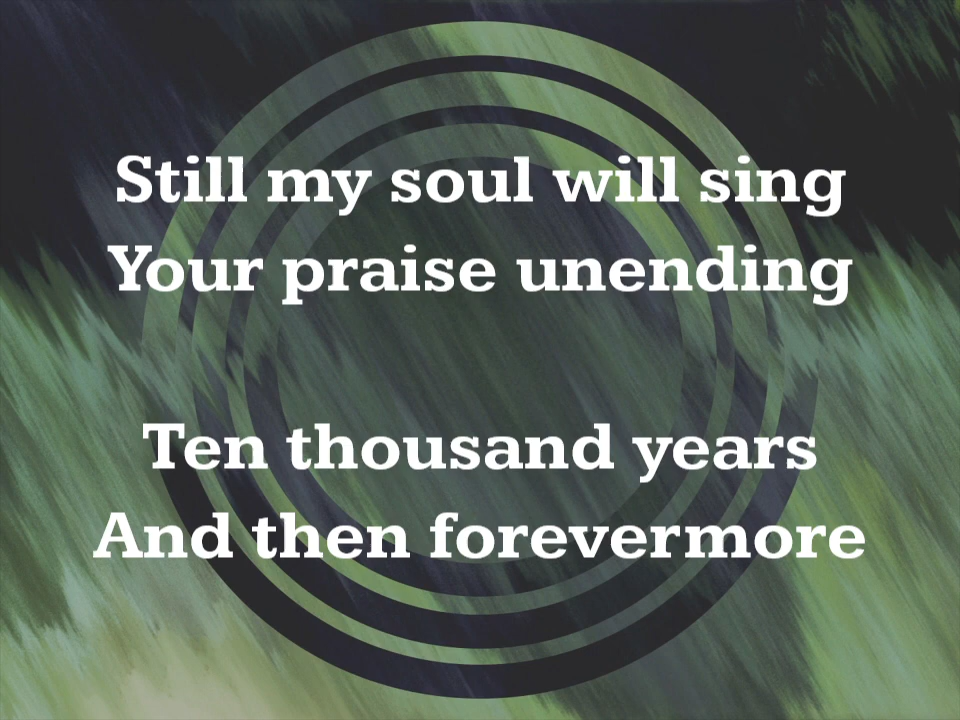 Still my soul will sing
Your praise unending
Ten thousand years
And then forevermore